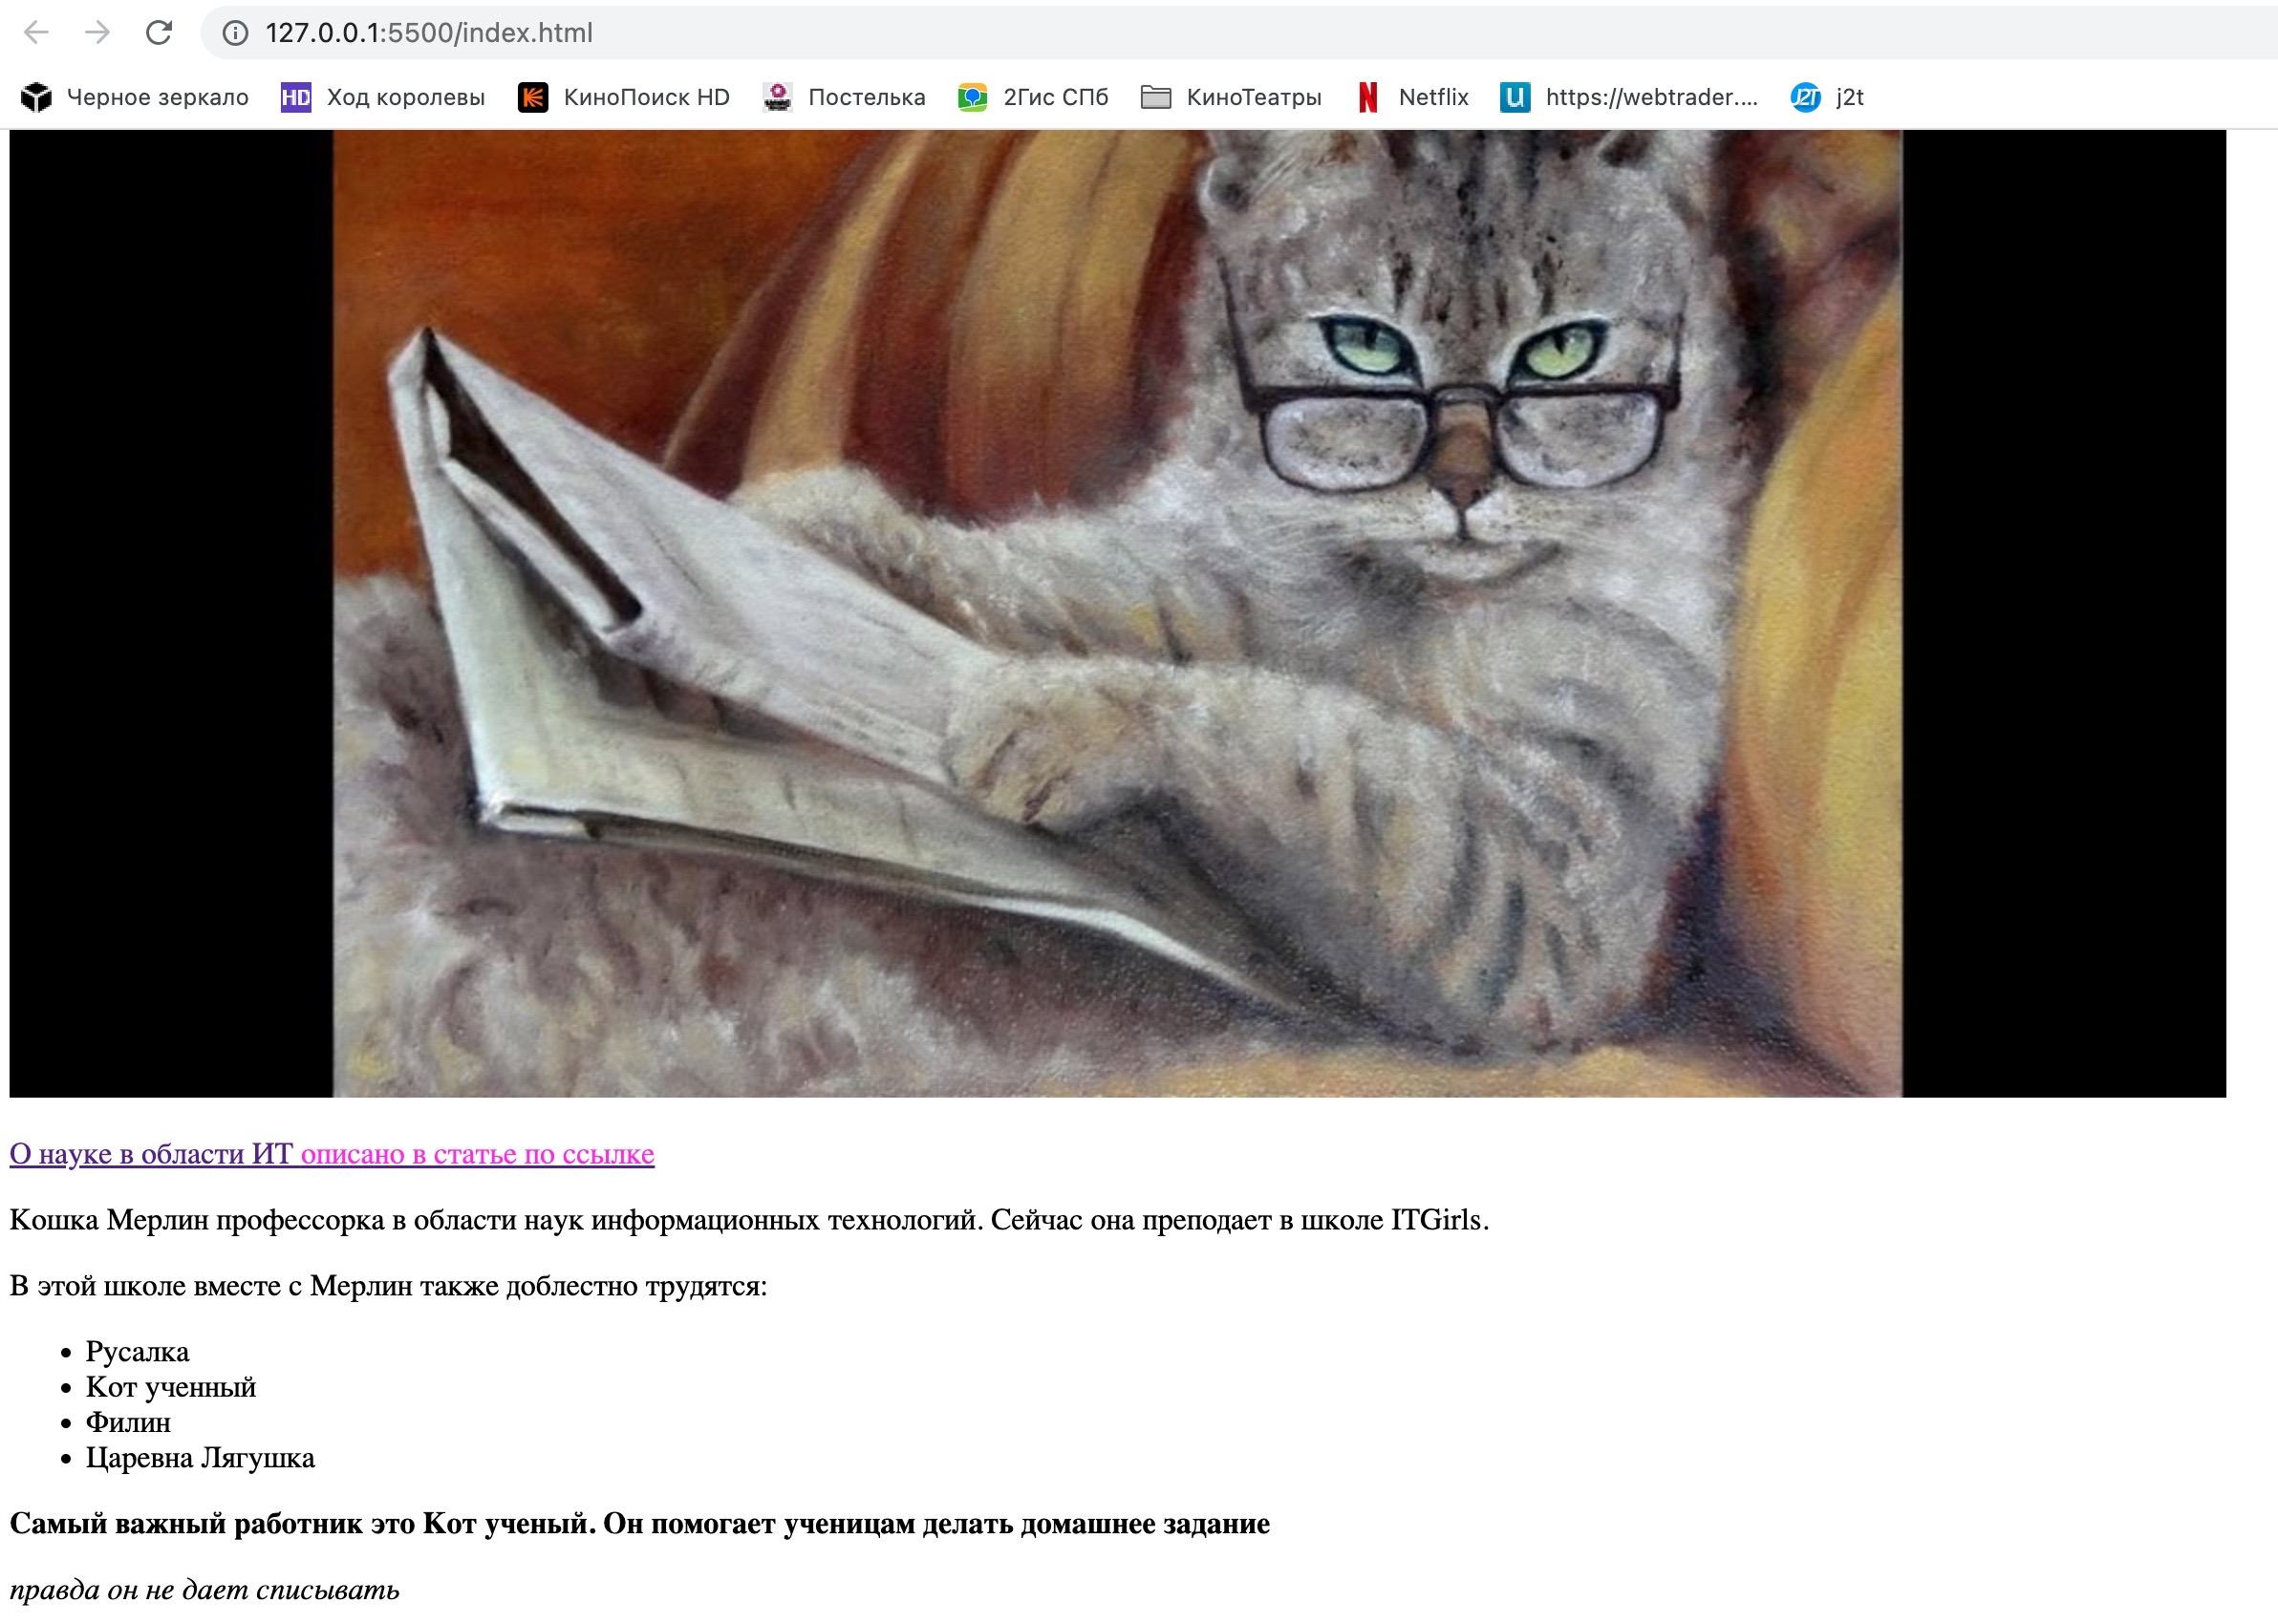 127.0.0.1:5500/index.html
Черное зеркало HD Ход королевы КиноПоиск HD Постелька 2Гис СПб КиноТеатры N Netflix U https://webtrader.... J2T j2t
О науке в области ИТ описано в статье по ссылке
Кошка Мерлин профессорка в области наук информационных технологий. Сейчас она преподает в школе ITGirls.
В этой школе вместе с Мерлин также доблестно трудятся:
• Русалка
• Кот ученный
• Филин
• Царевна Лягушка
Самый важный работник это Кот ученый. Он помогает ученицам делать домашнее задание
правда он не дает списывать